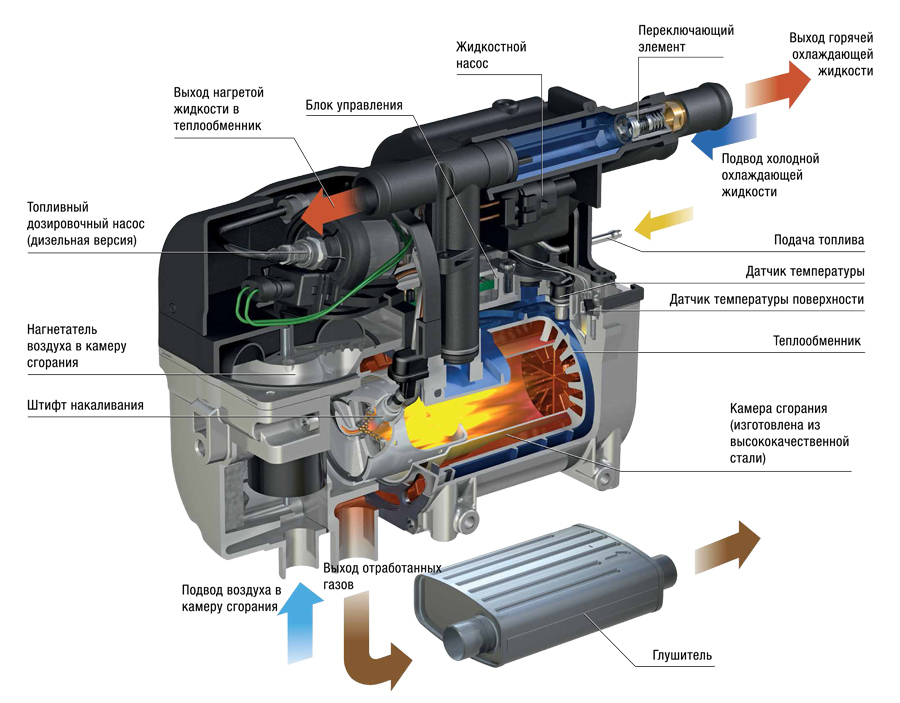 Переключающий
элемент
Выход горячей
охлаждающей
жидкости
Жидкостной
насос
Выход нагретой
жидкости в
теплообменник
Блок управления
Подвод холодной
охлаждающей
жидкости
Топливный
дозировочный насос
(дизельная версия)
Подача топлива
Датчик температуры
Датчик температуры поверхности
Нагнетатель
воздуха в камеру
сгорания
Теплообменник
Штифт накаливания
Камера сгорания
(изготовлена из
высококачественной
стали)
Выход отработанных
газов
Подвод воздуха в
камеру сгорания
Глушитель